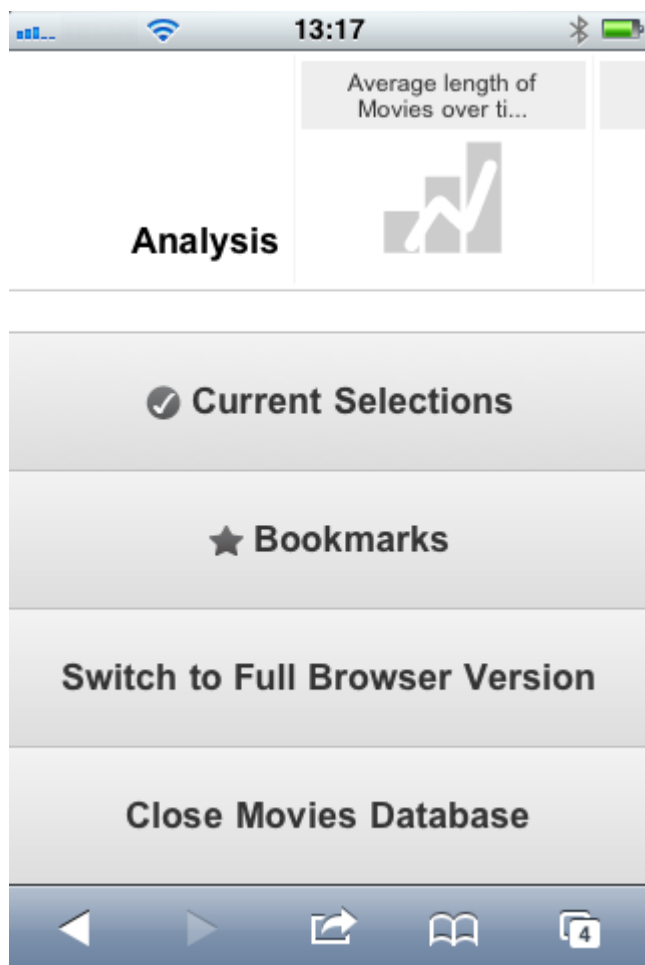 13:17
Average length of
Movies over ti...
Analysis
Current Selections
Bookmarks
Switch to Full Browser Version
Close Movies Database
4